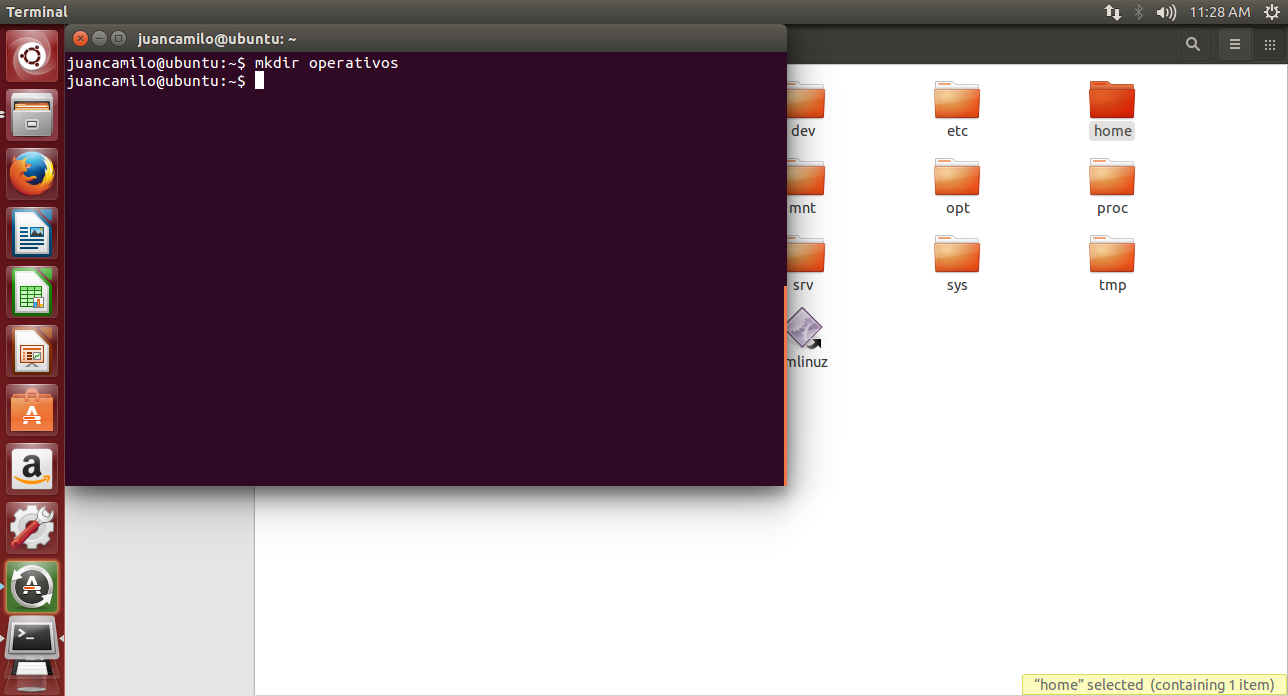 Terminal
11:28 AM
juancamilo@ubuntu: ~
juancamilo@ubuntu:~$ mkdir operativos
juancamilo@ubuntu:~$
dev etc home
mnt opt proc
srv sys tmp
mlinuz
"home" selected (containing 1 item)